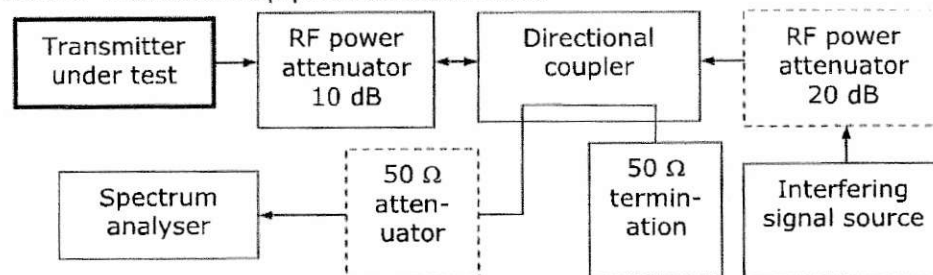 Transmitter
under test
RF power
attenuator
10 dB
Directional
coupler
RF power
attenuator
20 dB
Spectrum
analyser
50 Ω
atten-
uator
50 Ω
termin-
ation
Interfering
signal source